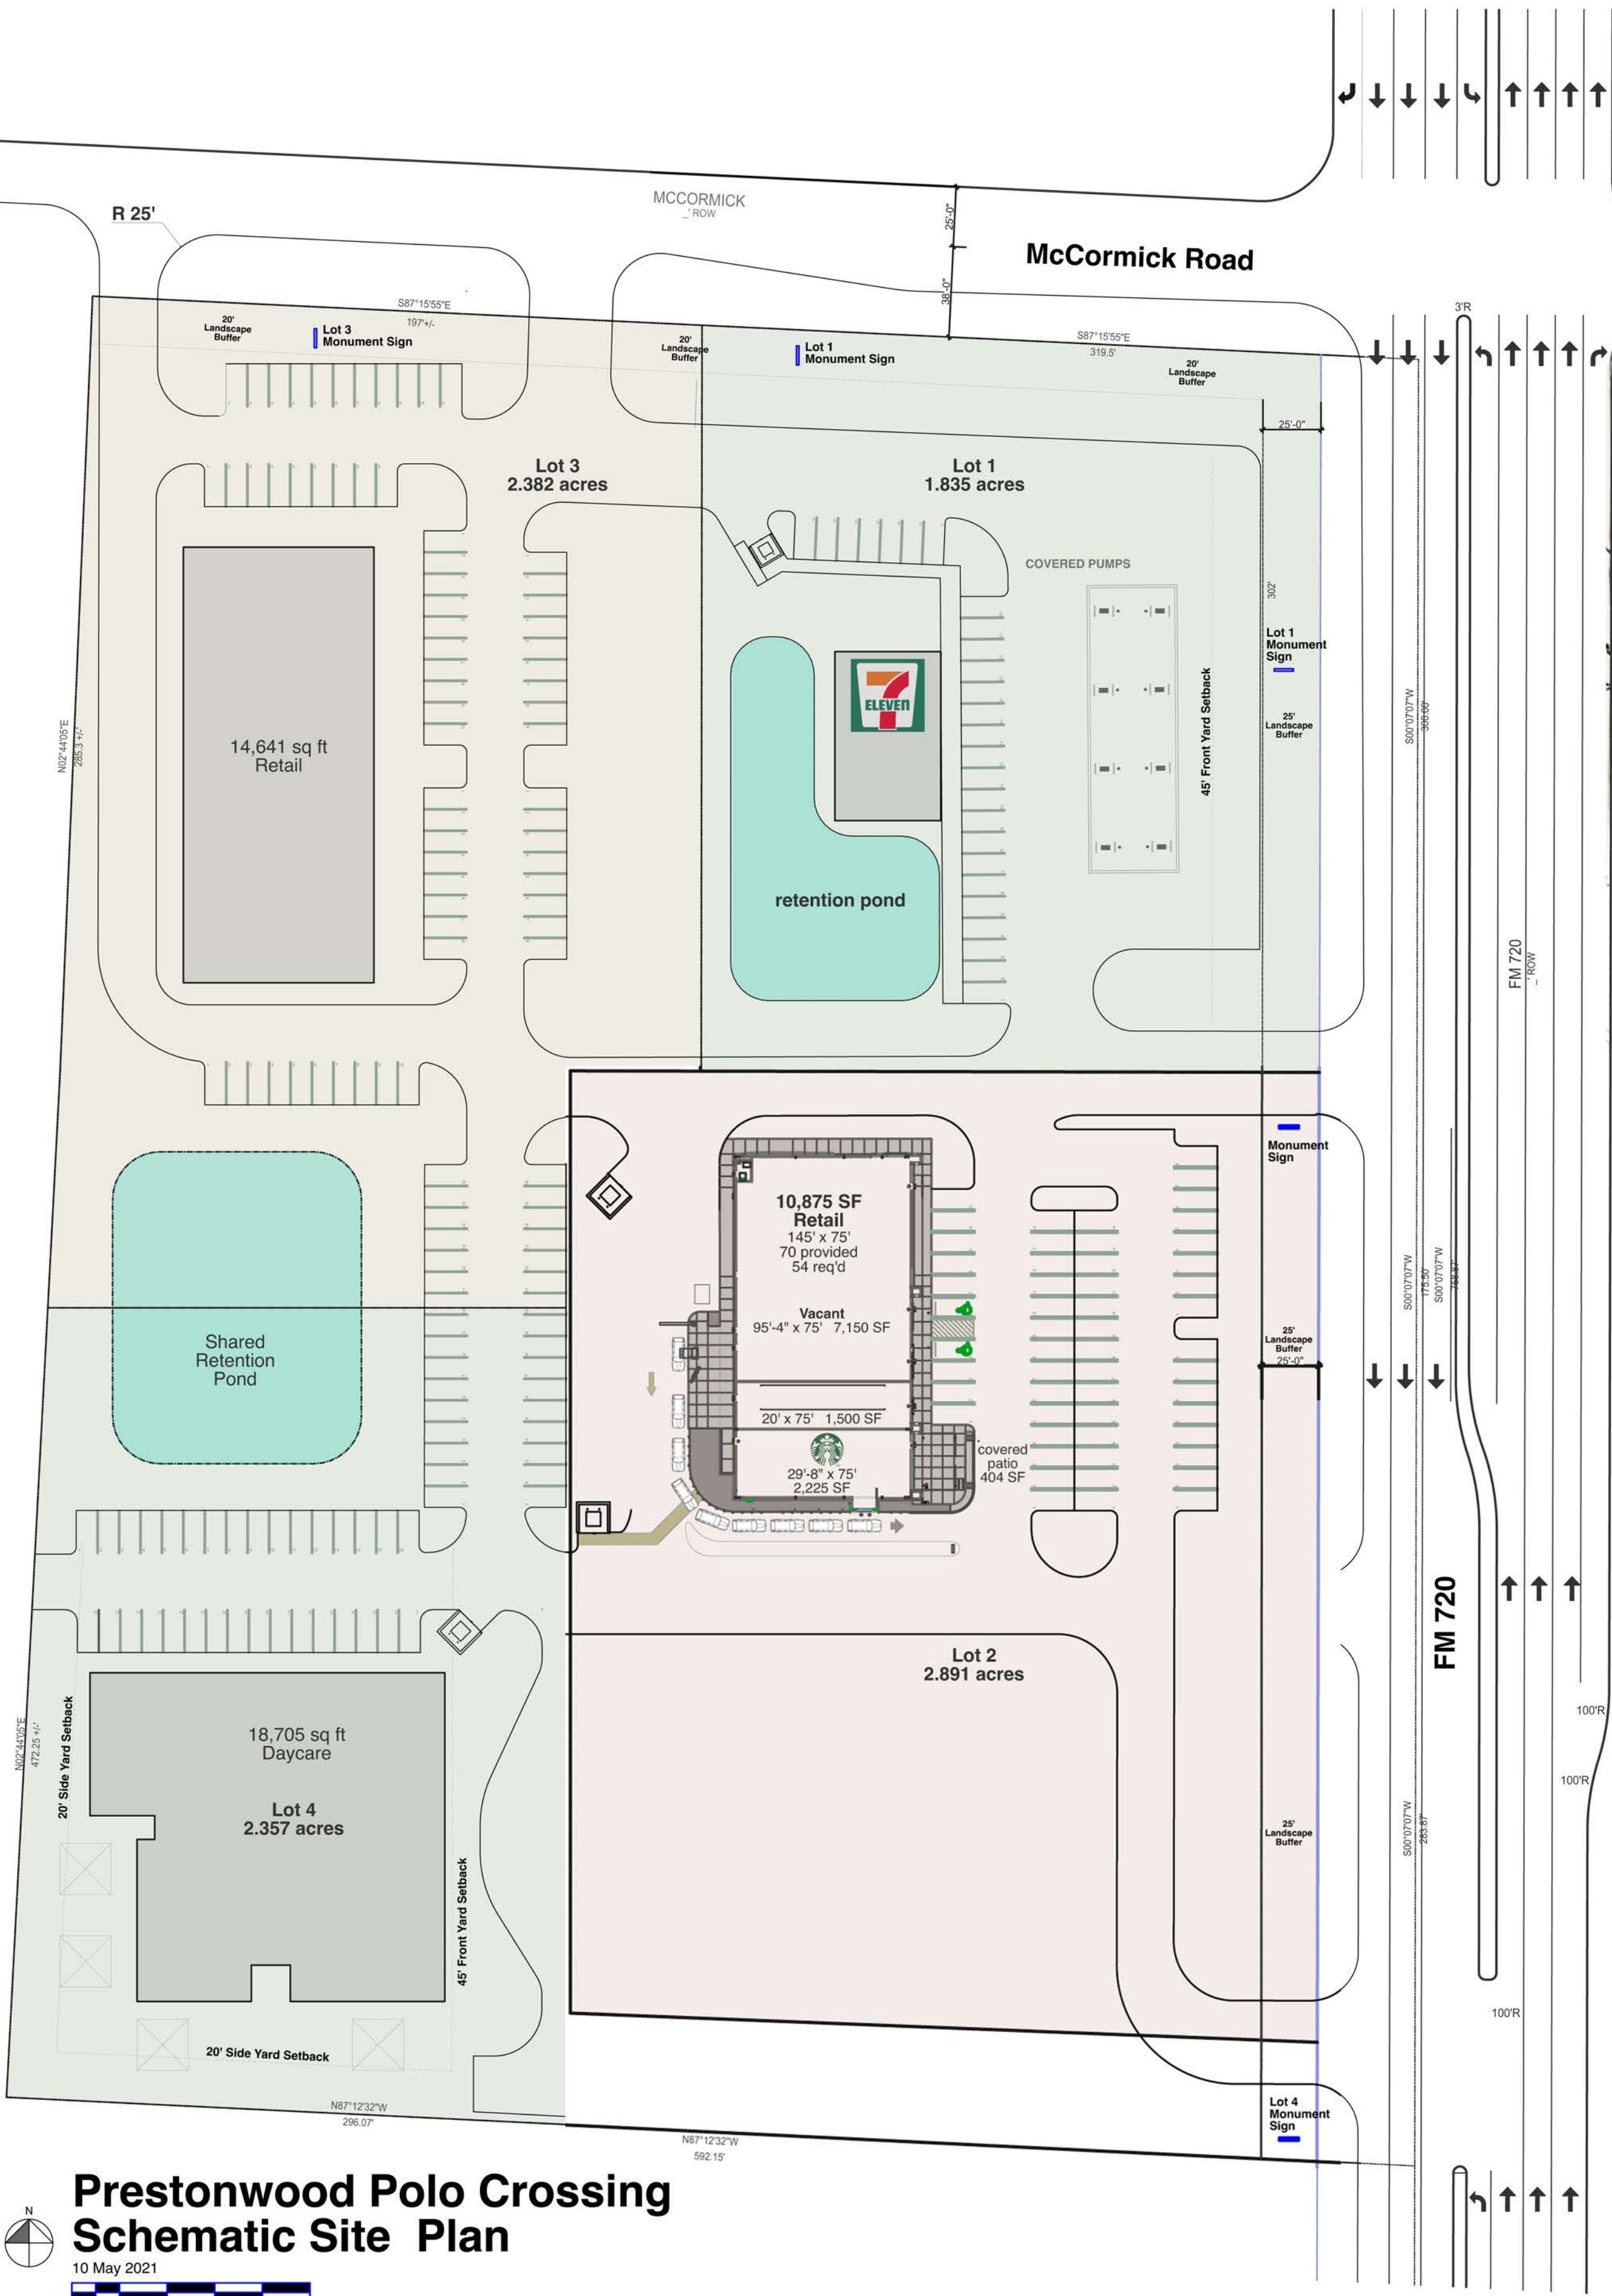 R 25'
MCCORMICK
_' ROW
25'-0"
38'-0"
McCormick Road
3'R
S87°15'55"E
197'+/-
20'
Landscape
Buffer
Lot 3
Monument Sign
20'
Landscape
Buffer
Lot 1
Monument Sign
S87°15'55"E
319.5'
20'
Landscape
Buffer
25'-0"
Lot 3
2.382 acres
Lot 1
1.835 acres
COVERED PUMPS
302'
Lot 1
Monument
Sign
25'
Landscape
Buffer
45' Front Yard Setback
7
ELEVEN
14,641 sq ft
Retail
N02°44'05"E
285.3 +/-
S00°07'07"W
300.00'
retention pond
FM 720
_' ROW
Monument
Sign
10,875 SF
Retail
145' x 75'
70 provided
54 req'd
Vacant
95'-4" x 75' 7,150 SF
20' x 75' 1,500 SF
29'-8" x 75'
2,225 SF
covered
patio
404 SF
25'
Landscape
Buffer
25'-0"
S00°07'07"W
175.50'
S00°07'07"W
Shared
Retention
Pond
FM 720
Lot 2
2.891 acres
100'R
100'R
18,705 sq ft
Daycare
Lot 4
2.357 acres
20' Side Yard Setback
N02°44'05"E
472.25 +/-
45' Front Yard Setback
25'
Landscape
Buffer
S00°07'07"W
283.87'
100'R
20' Side Yard Setback
N87°12'32"W
296.07'
N87°12'32"W
592.15'
Lot 4
Monument
Sign
Prestonwood Polo Crossing
Schematic Site Plan
N
10 May 2021